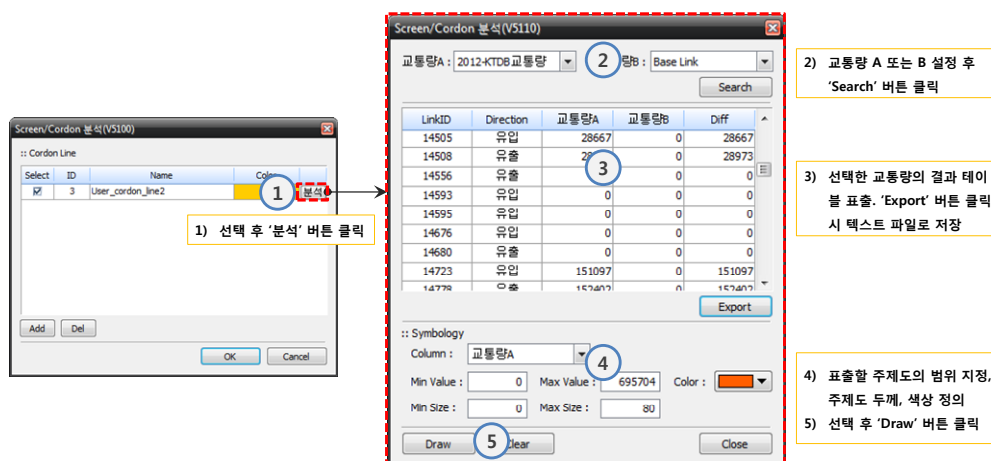 Screen/Cordon 분석(V5100)
:: Cordon Line
Select ID Name
3 User_cordon_line2 분석
1
1) 선택 후 '분석' 버튼 클릭
Add Del
OK Cancel
Screen/Cordon 분석(V5110)
교통량A : 2012-KTDB교통량 2 량B : Base Link
Search
LinkID Direction 교통량A 교통량B Diff
14505 유입 28667 0 28667
14508 유출 0 28973
14556 유출 0 0
14593 유입 0 0 0
14595 유입 0 0 0
14676 유입 0 0 0
14680 유출 0 0 0
14723 유입 151097 0 151097
14778 유출 152402 0 152402
3
Export
:: Symbology
Column : 교통량A
4
Min Value : 0 Max Value : 695704 Color :
Min Size : 0 Max Size : 80
Draw 5 Clear Close
2) 교통량 A 또는 B 설정 후
'Search' 버튼 클릭
3) 선택한 교통량의 결과 테이
블 표출. 'Export' 버튼 클릭
시 텍스트 파일로 저장
4) 표출할 주제도의 범위 지정,
주제도 두께, 색상 정의
5) 선택 후 'Draw' 버튼 클릭